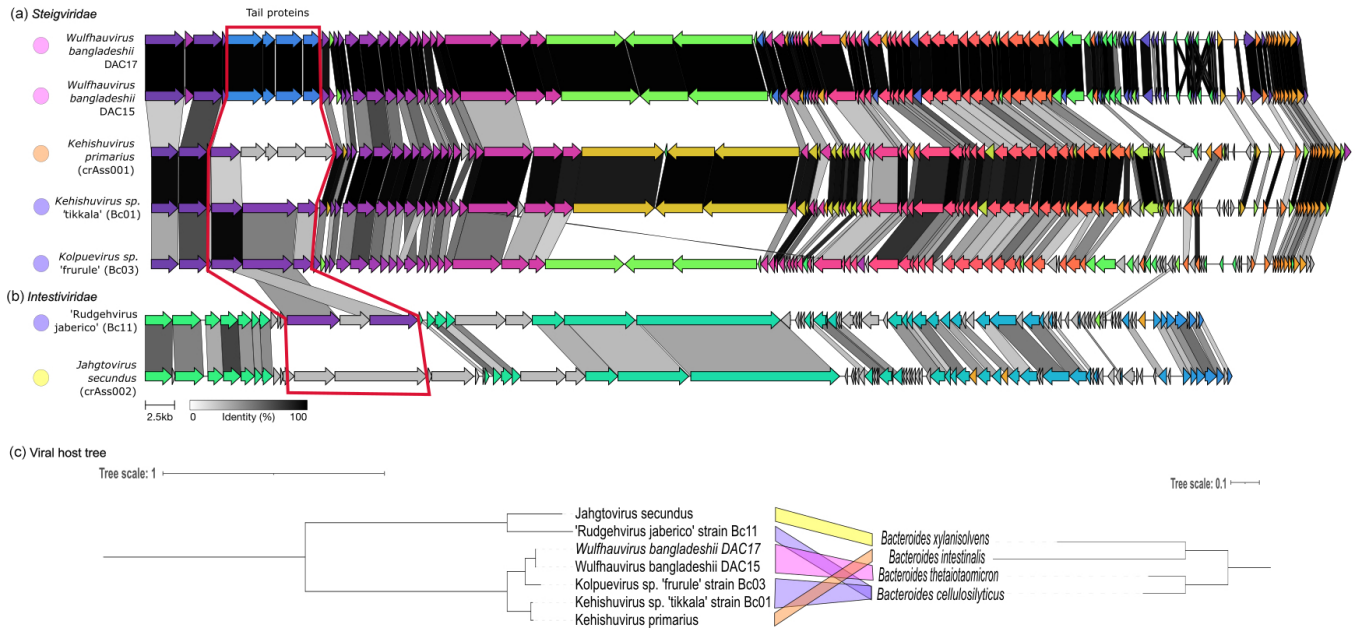 (a) Steigviridae
Tail proteins
Wulfhauvirus
bangladeshii
DAC17
Wulfhauvirus
bangladeshii
DAC15
Kehishuvirus
primarius
(crAss001)
Kehishuvirus sp.
'tikkala' (Bc01)
Kolpuevirus sp.
'frurule' (Bc03)
(b) Intestiviridae
'Rudgehvirus
jaberico' (Bc11)
Jahgtovirus
secundus
(crAss002)
2.5kb
0 Identity (%) 100
(c) Viral host tree
Tree scale: 1
Tree scale: 0.1
Jahgtovirus secundus
'Rudgehvirus jaberico' strain Bc11
Wulfhauvirus bangladeshii DAC17
Wulfhauvirus bangladeshii DAC15
Kolpuevirus sp. 'frurule' strain Bc03
Kehishuvirus sp. 'tikkala' strain Bc01
Kehishuvirus primarius
Bacteroides xylanisolvens
Bacteroides intestinalis
Bacteroides thetaiotaomicron
Bacteroides cellulosilyticus